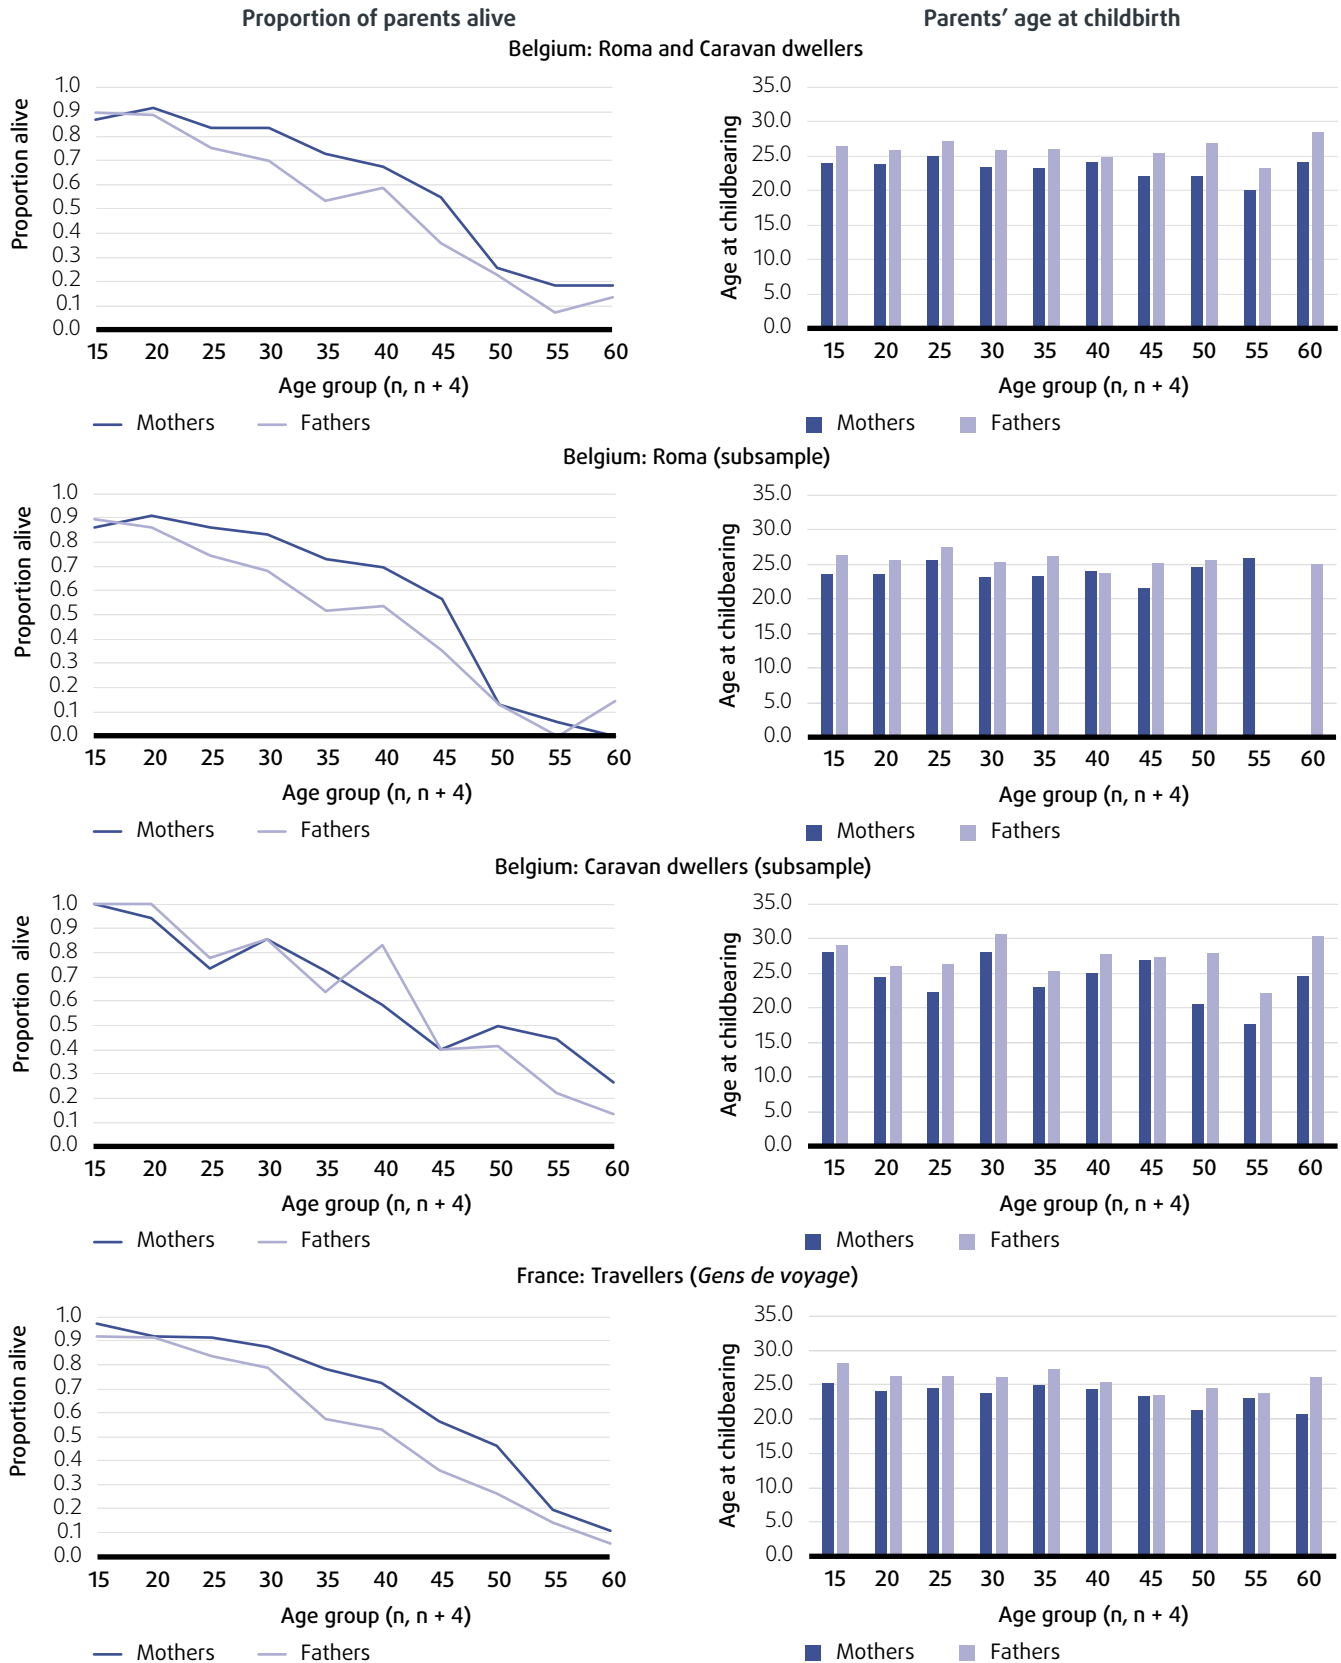 Proportion of parents alive
Parents’ age at childbirth
Belgium: Roma and Caravan dwellers
Proportion alive
1.0
0.9
0.8
0.7
0.6
0.5
0.4
0.3
0.2
0.1
0.0
15 20 25 30 35 40 45 50 55 60
Age group (n, n + 4)
Mothers Fathers
Age at childbearing
35.0
30.0
25.0
20.0
15.0
10.0
5.0
0.0
15 20 25 30 35 40 45 50 55 60
Age group (n, n + 4)
Mothers Fathers
Belgium: Roma (subsample)
Proportion alive
1.0
0.9
0.8
0.7
0.6
0.5
0.4
0.3
0.2
0.1
0.0
15 20 25 30 35 40 45 50 55 60
Age group (n, n + 4)
Mothers Fathers
Age at childbearing
35.0
30.0
25.0
20.0
15.0
10.0
5.0
0.0
15 20 25 30 35 40 45 50 55 60
Age group (n, n + 4)
Mothers Fathers
Belgium: Caravan dwellers (subsample)
Proportion alive
1.0
0.9
0.8
0.7
0.6
0.5
0.4
0.3
0.2
0.1
0.0
15 20 25 30 35 40 45 50 55 60
Age group (n, n + 4)
Mothers Fathers
Age at childbearing
35.0
30.0
25.0
20.0
15.0
10.0
5.0
0.0
15 20 25 30 35 40 45 50 55 60
Age group (n, n + 4)
Mothers Fathers
France: Travellers (Gens de voyage)
Proportion alive
1.0
0.9
0.8
0.7
0.6
0.5
0.4
0.3
0.2
0.1
0.0
15 20 25 30 35 40 45 50 55 60
Age group (n, n + 4)
Mothers Fathers
Age at childbearing
35.0
30.0
25.0
20.0
15.0
10.0
5.0
0.0
15 20 25 30 35 40 45 50 55 60
Age group (n, n + 4)
Mothers Fathers